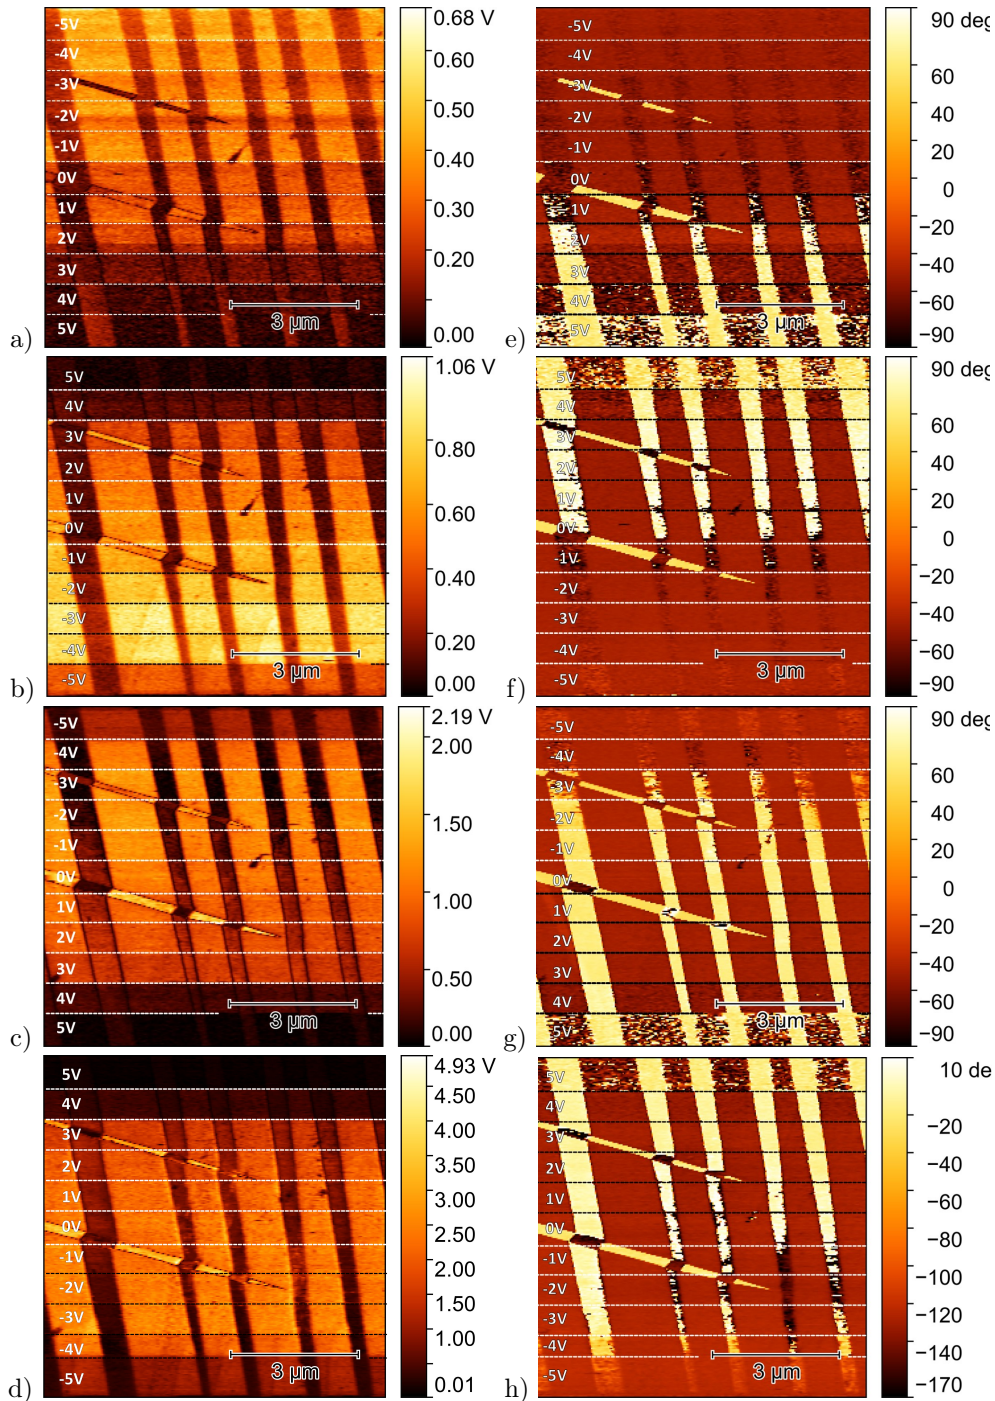 -5V
-4V
-3V
-2V
-1V
0V
1V
2V
3V
4V
5V
3 µm
0.68 V
0.60
0.50
0.40
0.30
0.20
0.00
a)
-5V
-4V
-3V
-2V
-1V
0V
1V
2V
3V
4V
5V
3 µm
90 deg
60
40
20
0
−20
−40
−60
−90
e)
5V
4V
3V
2V
1V
0V
-1V
-2V
-3V
-4V
-5V
3 µm
1.06 V
0.80
0.60
0.40
0.20
0.00
b)
5V
4V
3V
2V
1V
0V
-1V
-2V
-3V
-4V
-5V
3 µm
90 deg
60
40
20
0
−20
−40
−60
−90
f)
-5V
-4V
-3V
-2V
-1V
0V
1V
2V
3V
4V
5V
3 µm
2.19 V
2.00
1.50
1.00
0.50
0.00
c)
-5V
-4V
-3V
-2V
-1V
0V
1V
2V
3V
4V
5V
3 µm
90 deg
60
40
20
0
−20
−40
−60
−90
g)
5V
4V
3V
2V
1V
0V
-1V
-2V
-3V
-4V
-5V
3 µm
4.93 V
4.50
4.00
3.50
3.00
2.50
2.00
1.50
1.00
0.01
d)
5V
4V
3V
2V
1V
0V
-1V
-2V
-3V
-4V
-5V
3 µm
10 de
−20
−40
−60
−80
−100
−120
−140
−170
h)